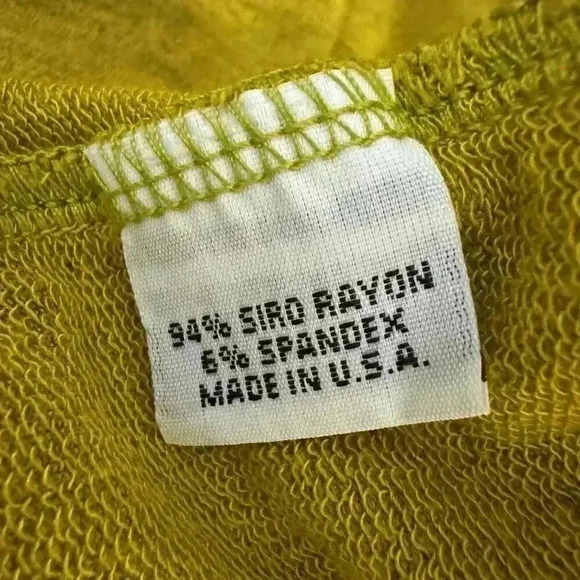 94% SIRO RAYON
6% SPANDEX
MADE IN U.S.A.